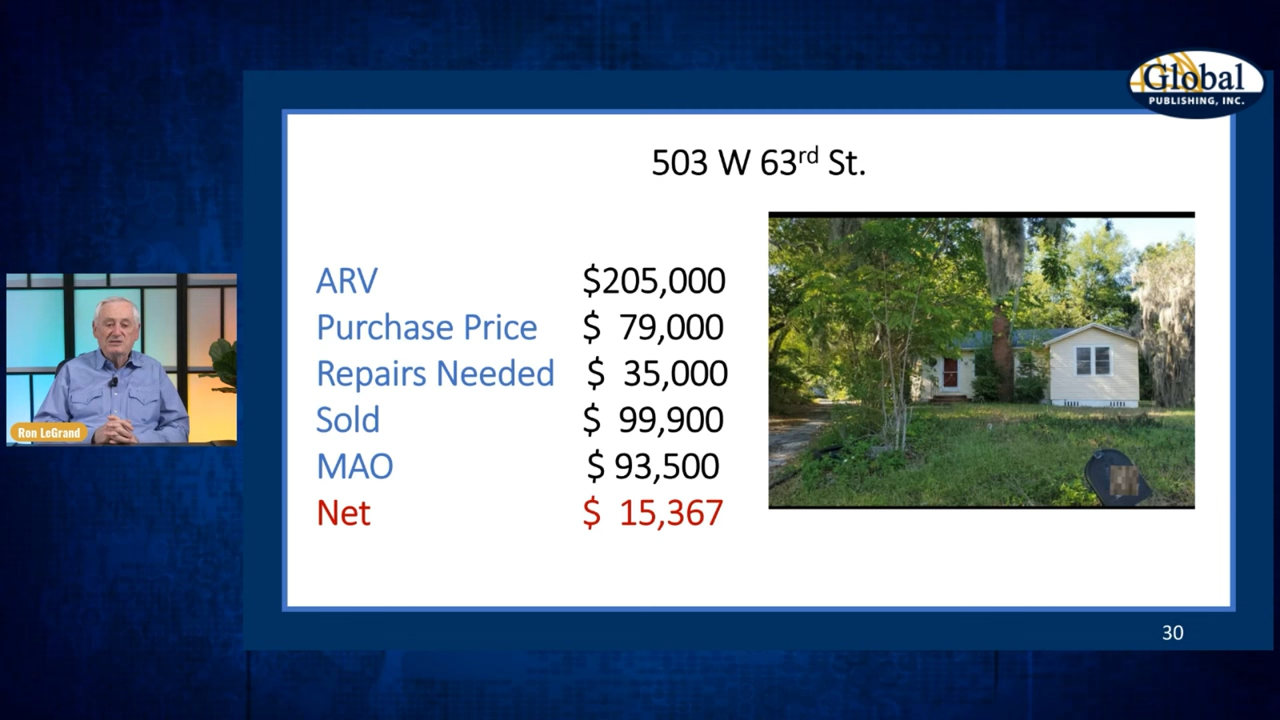 Global
PUBLISHING, INC.
503 W 63rd St.
ARV $205,000
Purchase Price $ 79,000
Repairs Needed $ 35,000
Sold $ 99,900
MAO $ 93,500
Net $ 15,367
Ron LeGrand
30